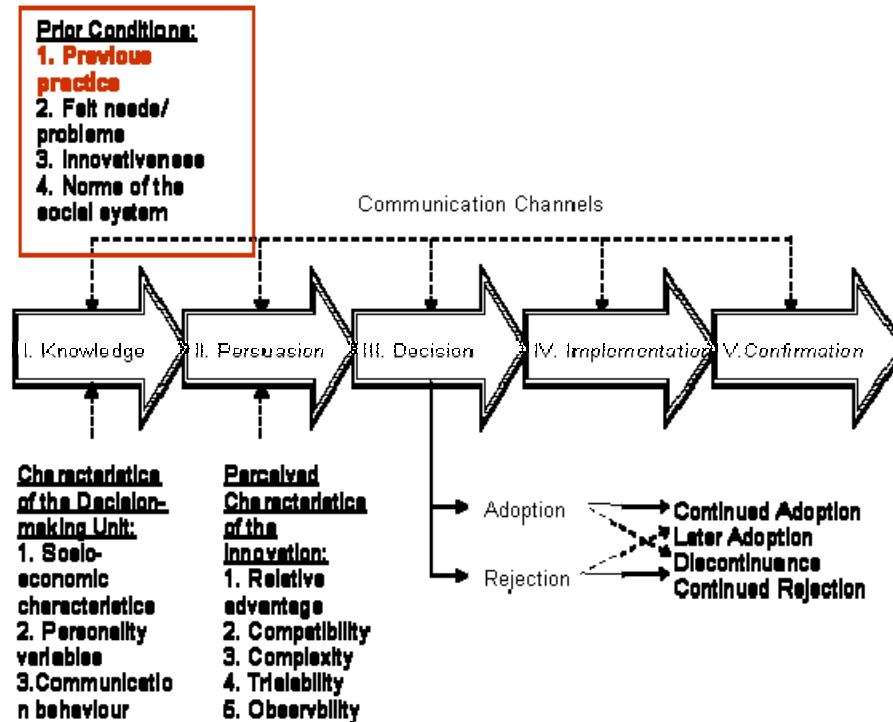 Prior Conditions:
1. Previous
practice
2. Felt needs/
problems
3. Innovativeness
4. Norms of the
social system
Communication Channels
I. Knowledge
II. Persuasion
III. Decision
IV. Implementation
V.Confirmation
Characteristics
of the Decision-
making Unit:
1. Socio-
economic
characteristics
2. Personality
variables
3.Communicatio
n behaviour
Perceived
Characteristics
of the
Innovation:
1. Relative
advantage
2. Compatibility
3. Complexity
4. Trialability
5. Observbility
Adoption
Rejection
Continued Adoption
Later Adoption
Discontinuance
Continued Rejection